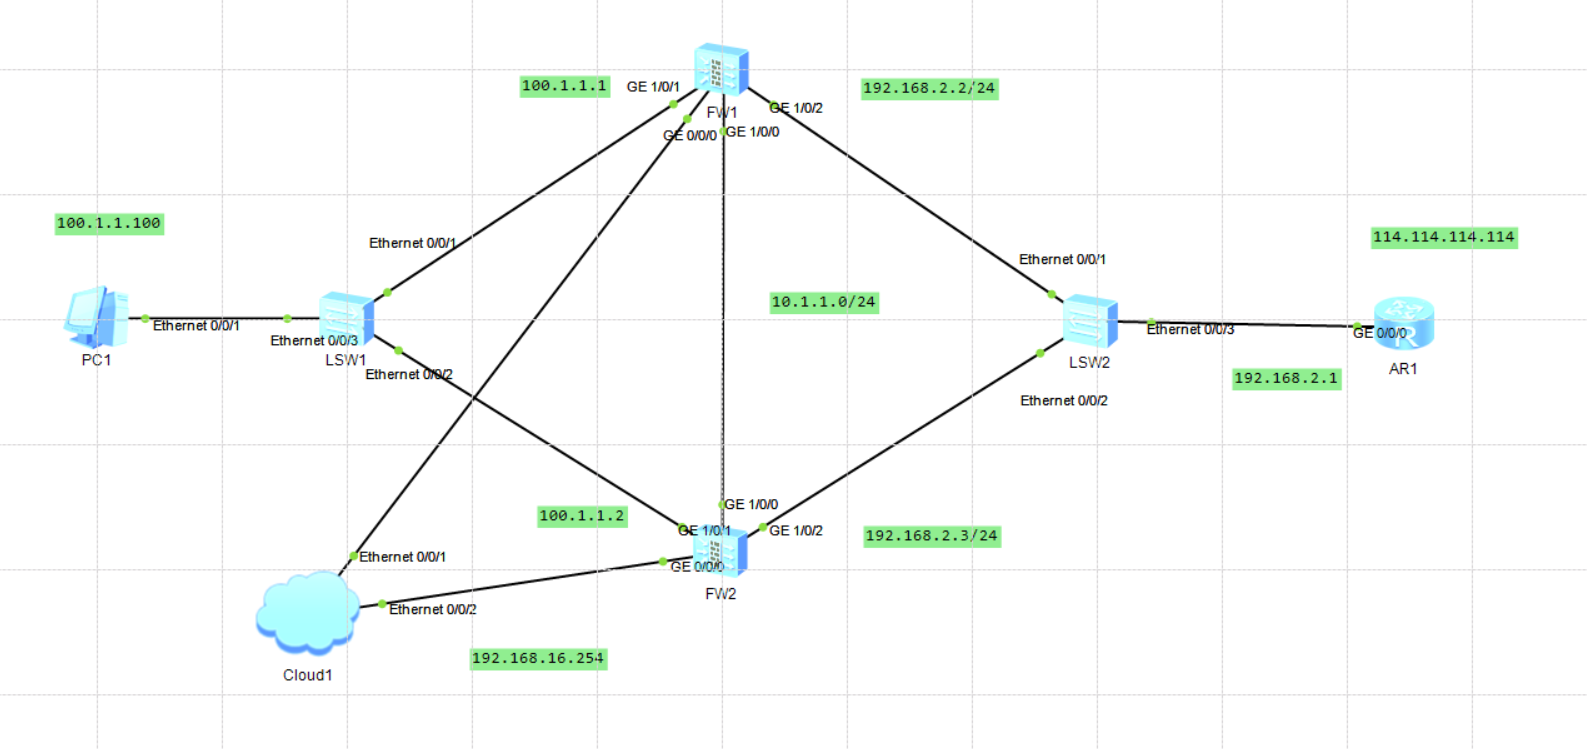 100.1.1.1
GE 1/0/1
192.168.2.2/24
FW1
GE 1/0/2
GE 0/0/0
GE 1/0/0
100.1.1.100
114.114.114.114
Ethernet 0/0/1
Ethernet 0/0/1
10.1.1.0/24
Ethernet 0/0/1
Ethernet 0/0/3
Ethernet 0/0/3
GE 0/0/0
PC1
LSW1
LSW2
AR1
Ethernet 0/0/2
192.168.2.1
Ethernet 0/0/2
GE 1/0/0
100.1.1.2
GE 1/0/1
GE 1/0/2
192.168.2.3/24
Ethernet 0/0/1
GE 0/0/0
FW2
Ethernet 0/0/2
192.168.16.254
Cloud1